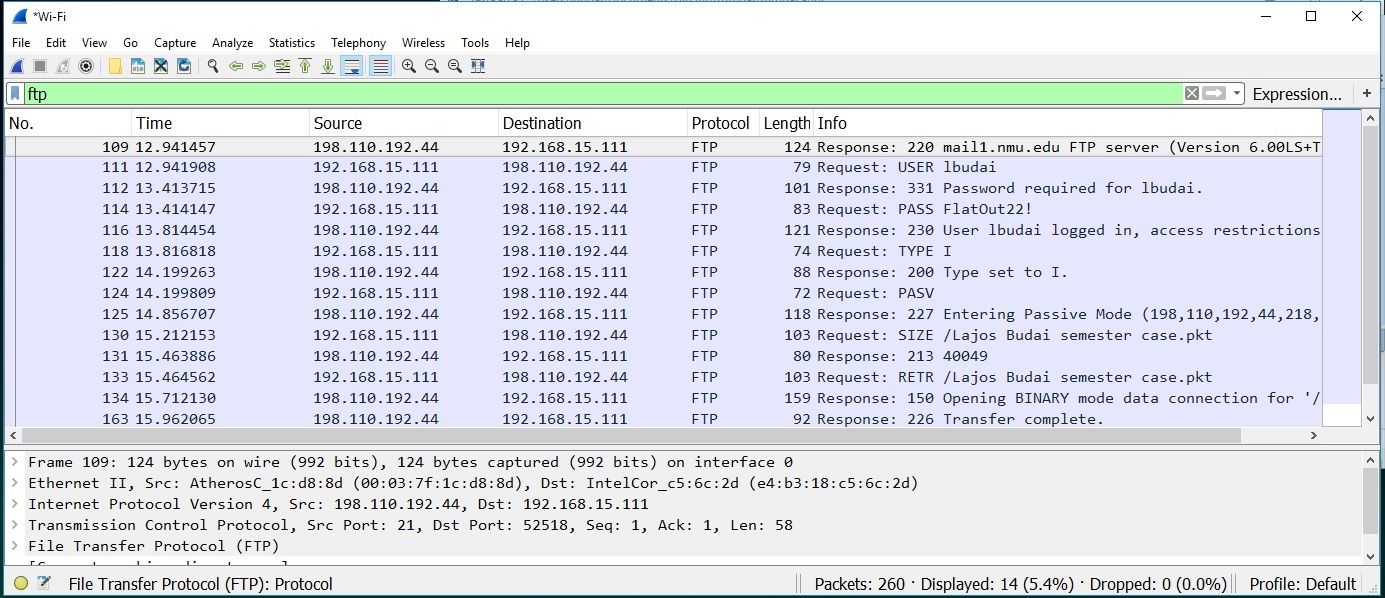 *Wi-Fi
File Edit View Go Capture Analyze Statistics Telephony Wireless Tools Help
ftp Expression... +
No. Time Source Destination Protocol Length Info
109 12.941457 198.110.192.44 192.168.15.111 FTP 124 Response: 220 mail1.nmu.edu FTP server (Version 6.00LS+T
111 12.941908 192.168.15.111 198.110.192.44 FTP 79 Request: USER lbudai
112 13.413715 198.110.192.44 192.168.15.111 FTP 101 Response: 331 Password required for lbudai.
114 13.414147 192.168.15.111 198.110.192.44 FTP 83 Request: PASS FlatOut22!
116 13.814454 198.110.192.44 192.168.15.111 FTP 121 Response: 230 User lbudai logged in, access restrictions
118 13.816818 192.168.15.111 198.110.192.44 FTP 74 Request: TYPE I
122 14.199263 198.110.192.44 192.168.15.111 FTP 88 Response: 200 Type set to I.
124 14.199809 192.168.15.111 198.110.192.44 FTP 72 Request: PASV
125 14.856707 198.110.192.44 192.168.15.111 FTP 118 Response: 227 Entering Passive Mode (198,110,192,44,218,
130 15.212153 192.168.15.111 198.110.192.44 FTP 103 Request: SIZE /Lajos Budai semester case.pkt
131 15.463886 198.110.192.44 192.168.15.111 FTP 80 Response: 213 40049
133 15.464562 192.168.15.111 198.110.192.44 FTP 103 Request: RETR /Lajos Budai semester case.pkt
134 15.712130 198.110.192.44 192.168.15.111 FTP 159 Response: 150 Opening BINARY mode data connection for '/
163 15.962065 198.110.192.44 192.168.15.111 FTP 92 Response: 226 Transfer complete.
Frame 109: 124 bytes on wire (992 bits), 124 bytes captured (992 bits) on interface 0
Ethernet II, Src: AtherosC_1c:d8:8d (00:03:7f:1c:d8:8d), Dst: IntelCor_c5:6c:2d (e4:b3:18:c5:6c:2d)
Internet Protocol Version 4, Src: 198.110.192.44, Dst: 192.168.15.111
Transmission Control Protocol, Src Port: 21, Dst Port: 52518, Seq: 1, Ack: 1, Len: 58
File Transfer Protocol (FTP)
File Transfer Protocol (FTP): Protocol Packets: 260 · Displayed: 14 (5.4%) · Dropped: 0 (0.0%) Profile: Default